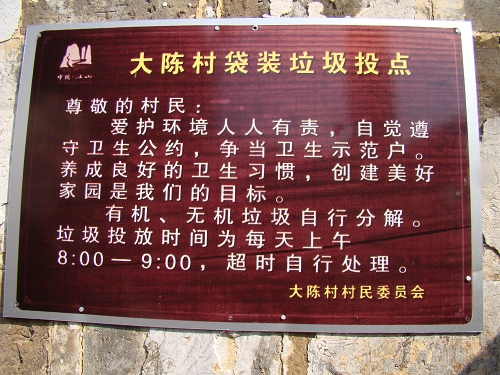 大陈村袋装垃圾投点
尊敬的村民:
爱护环境人人有责,自觉遵
守卫生公约,争当卫生示范户。
养成良好的卫生习惯,创建美好
家园是我们的目标。
有机、无机垃圾自行分解。
垃圾投放时间为每天上午
8:00—9:00,超时自行处理。
大陈村村民委员会